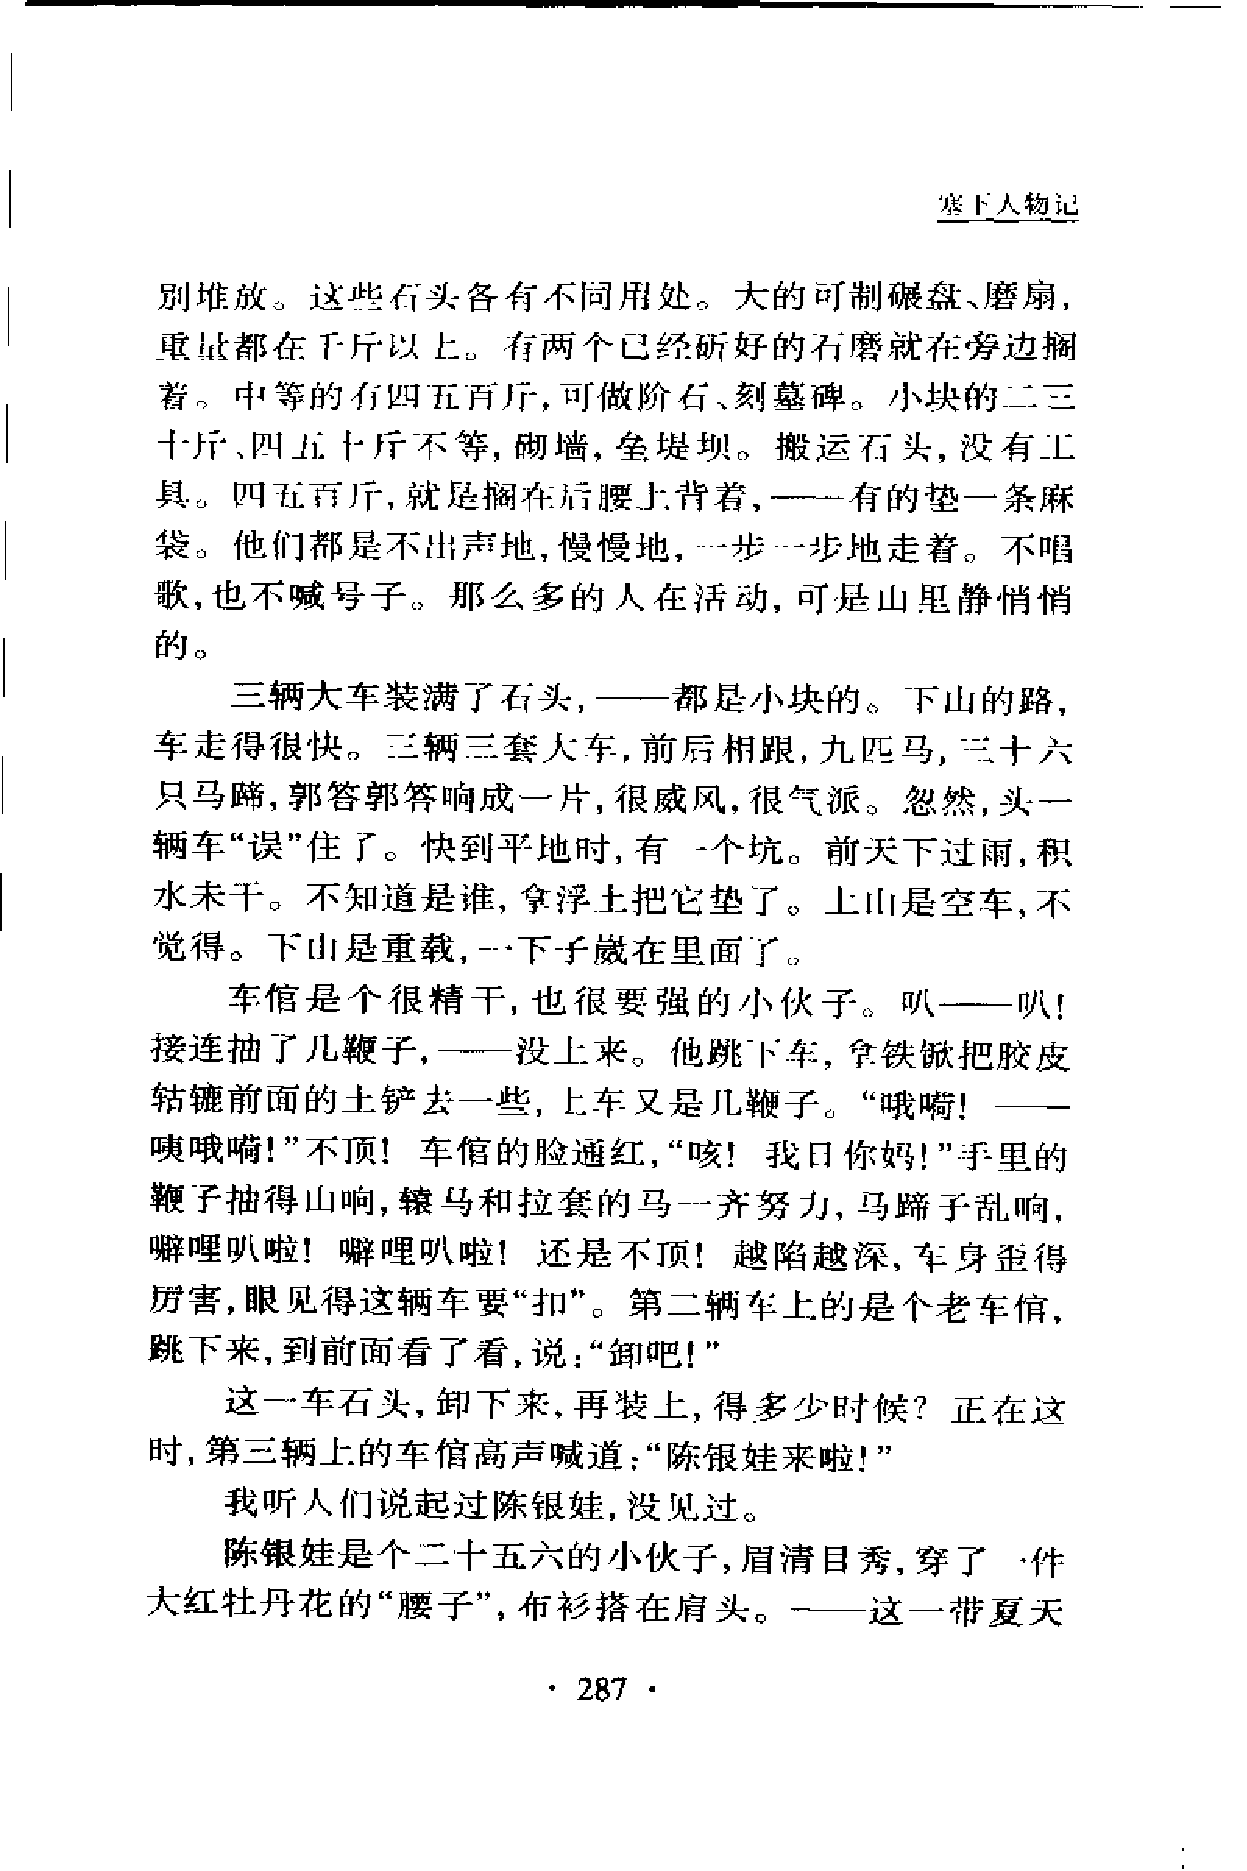 塞下人物记
别堆放。这些石头各有不同用处。大的可制碾盘、磨扇,
重量都在千斤以上。有两个已经斫好的石磨就在旁边搁
着。中等的有四五百斤,可做阶石、刻墓碑。小块的二三
十斤、四五十斤不等,砌墙,垒堤坝。搬运石头,没有工
具。四五百斤,就是搁在后腰上背着,——有的垫一条麻
袋。他们都是不出声地,慢慢地,一步一步地走着。不唱
歌,也不喊号子。那么多的人在活动,可是山里静悄悄
的。
三辆大车装满了石头,——都是小块的。下山的路,
车走得很快。三辆三套大车,前后相跟,九匹马,三十六
只马蹄,郭答郭答响成一片,很威风,很气派。忽然,头一
辆车“误”住了。快到平地时,有一个坑。前天下过雨,积
水未干。不知道是谁,拿浮土把它垫了。上山是空车,不
觉得。下山是重载,一下子崴在里面了。
车倌是个很精干,也很要强的小伙子。叭——叭!
接连抽了几鞭子,——没上来。他跳下车,拿铁锨把胶皮
轱辘前面的土铲去一些,上车又是几鞭子。“哦嗬!——
咦哦嗬!”不顶!车倌的脸通红,“咳!我日你妈!”手里的
鞭子抽得山响,辕马和拉套的马一齐努力,马蹄子乱响,
噼哩叭啦!噼哩叭啦!还是不顶!越陷越深,车身歪得
厉害,眼见得这辆车要“扣”。第二辆车上的是个老车倌,
跳下来,到前面看了看,说:“卸吧!”
这一车石头,卸下来,再装上,得多少时候?正在这
时,第三辆上的车倌高声喊道:“陈银娃来啦!”
我听人们说起过陈银娃,没见过。
陈银娃是个二十五六的小伙子,眉清目秀,穿了一件
大红牡丹花的“腰子”,布衫搭在肩头。——这一带夏天
· 287 ·